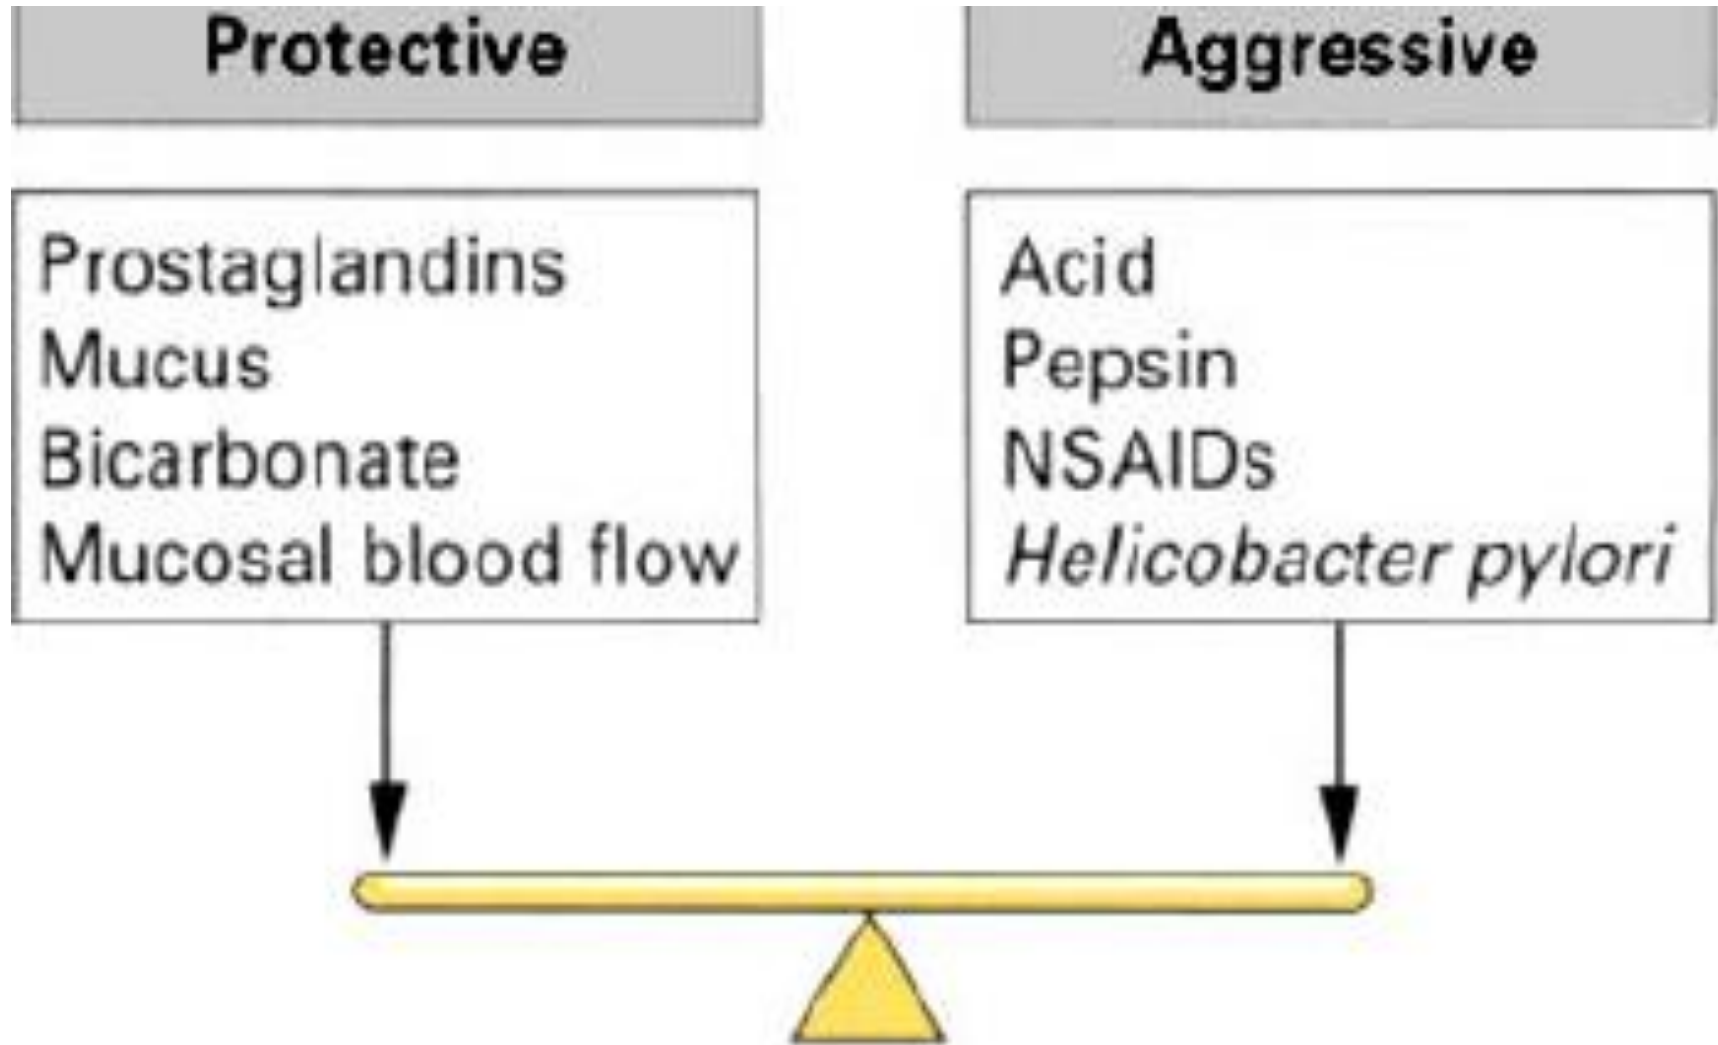 Protective
Aggressive
Prostaglandins
Mucus
Bicarbonate
Mucosal blood flow
Acid
Pepsin
NSAIDs
Helicobacter pylori